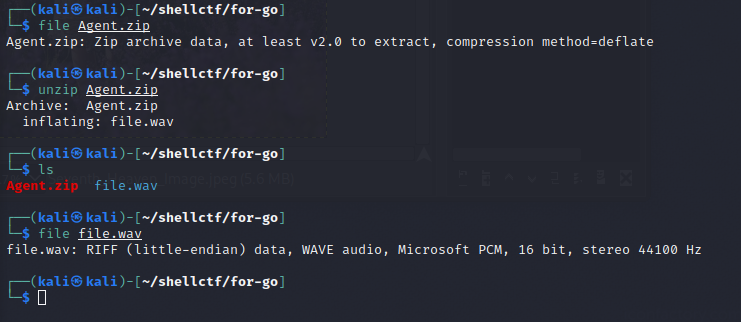 ┌──(kali㉿kali)-[~/shellctf/for-go]
└─$ file Agent.zip
Agent.zip: Zip archive data, at least v2.0 to extract, compression method=deflate
┌──(kali㉿kali)-[~/shellctf/for-go]
└─$ unzip Agent.zip
Archive:  Agent.zip
  inflating: file.wav
┌──(kali㉿kali)-[~/shellctf/for-go]
└─$ ls
Agent.zip  file.wav
┌──(kali㉿kali)-[~/shellctf/for-go]
└─$ file file.wav
file.wav: RIFF (little-endian) data, WAVE audio, Microsoft PCM, 16 bit, stereo 44100 Hz
┌──(kali㉿kali)-[~/shellctf/for-go]
└─$